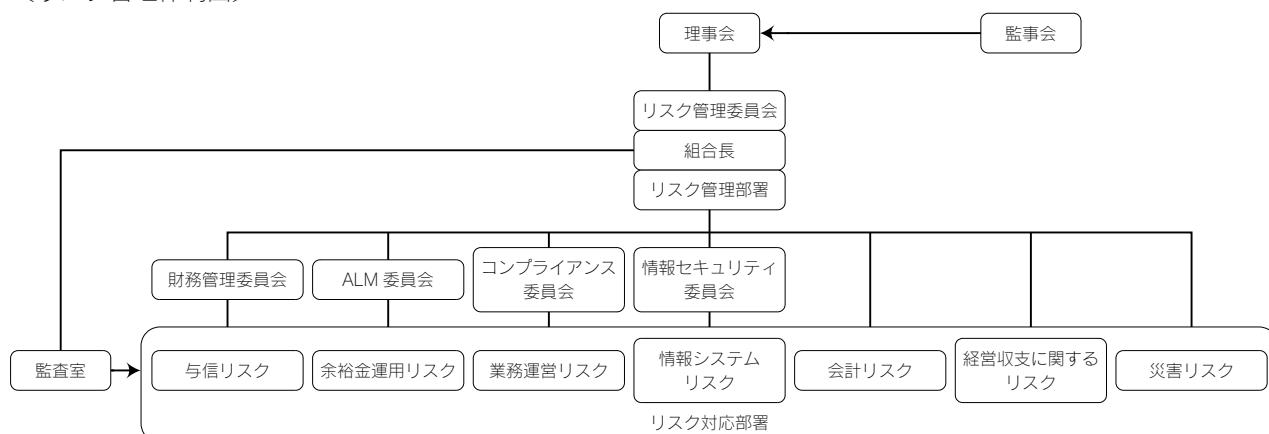 理事会
監事会
リスク管理委員会
組合長
リスク管理部署
財務管理委員会
ALM 委員会
コンプライアンス
委員会
情報セキュリティ
委員会
監査室
与信リスク
余裕金運用リスク
業務運営リスク
情報システム
リスク
会計リスク
経営収支に関する
リスク
災害リスク
リスク対応部署